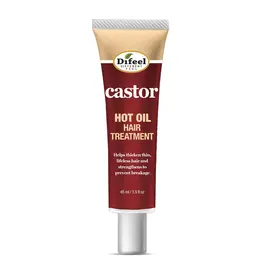 Difeel
castor
HOT OIL
HAIR
TREATMENT
Helps thicken thin,
lifeless hair and
strengthens to
prevent breakage.